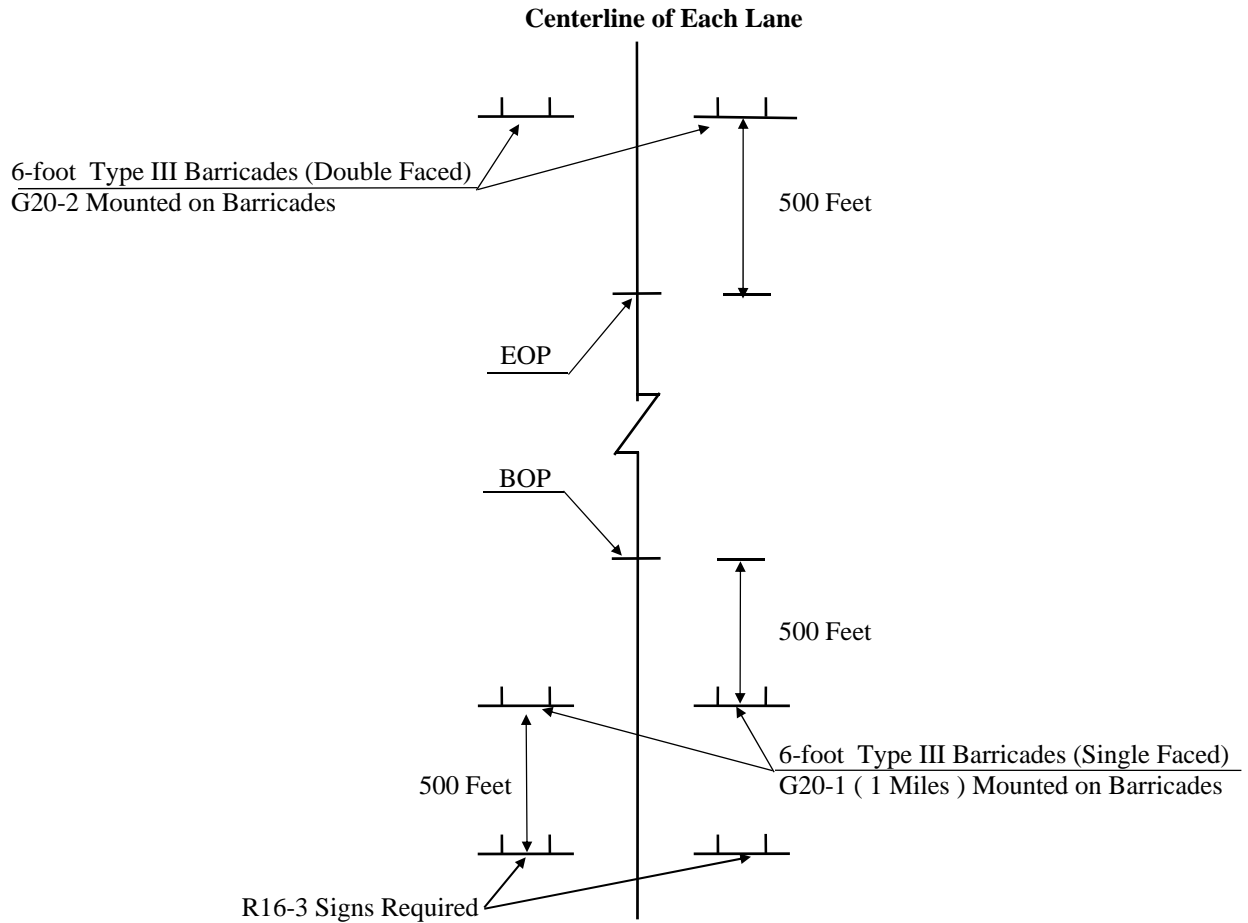 Centerline of Each Lane
6-foot Type III Barricades (Double Faced)
G20-2 Mounted on Barricades
500 Feet
EOP
BOP
500 Feet
6-foot Type III Barricades (Single Faced)
G20-1 ( 1 Miles ) Mounted on Barricades
500 Feet
R16-3 Signs Required